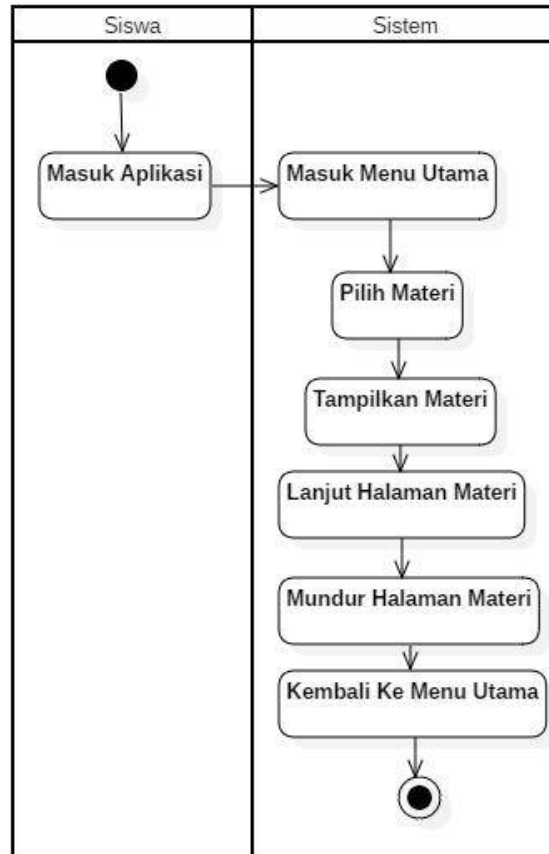 Siswa
Sistem
Masuk Aplikasi
Masuk Menu Utama
Pilih Materi
Tampilkan Materi
Lanjut Halaman Materi
Mundur Halaman Materi
Kembali Ke Menu Utama